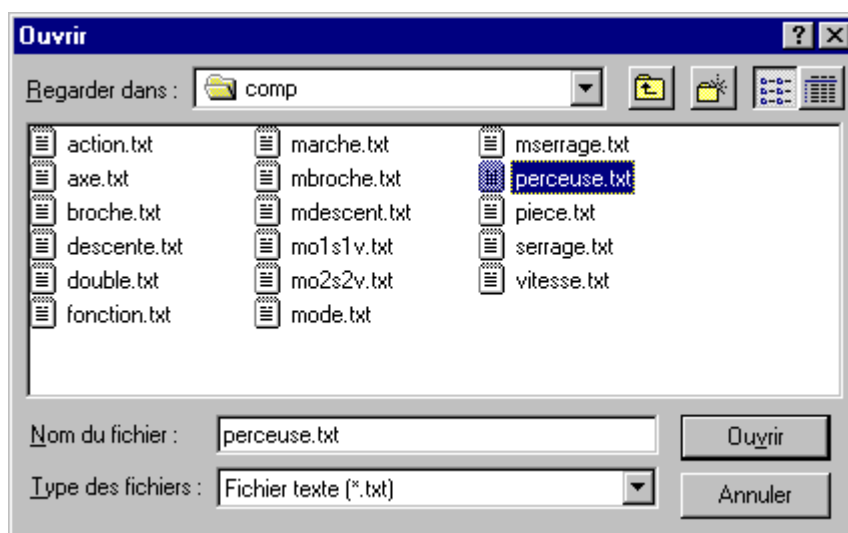 Ouvrir
Regarder dans : comp
action.txt marche.txt mserrage.txt
axe.txt mbroche.txt perceuse.txt
broche.txt mdescent.txt piece.txt
descente.txt mo1s1v.txt serrage.txt
double.txt mo2s2v.txt vitesse.txt
fonction.txt mode.txt
Nom du fichier : perceuse.txt Ouvrir
Type des fichiers : Fichier texte (*.txt) Annuler